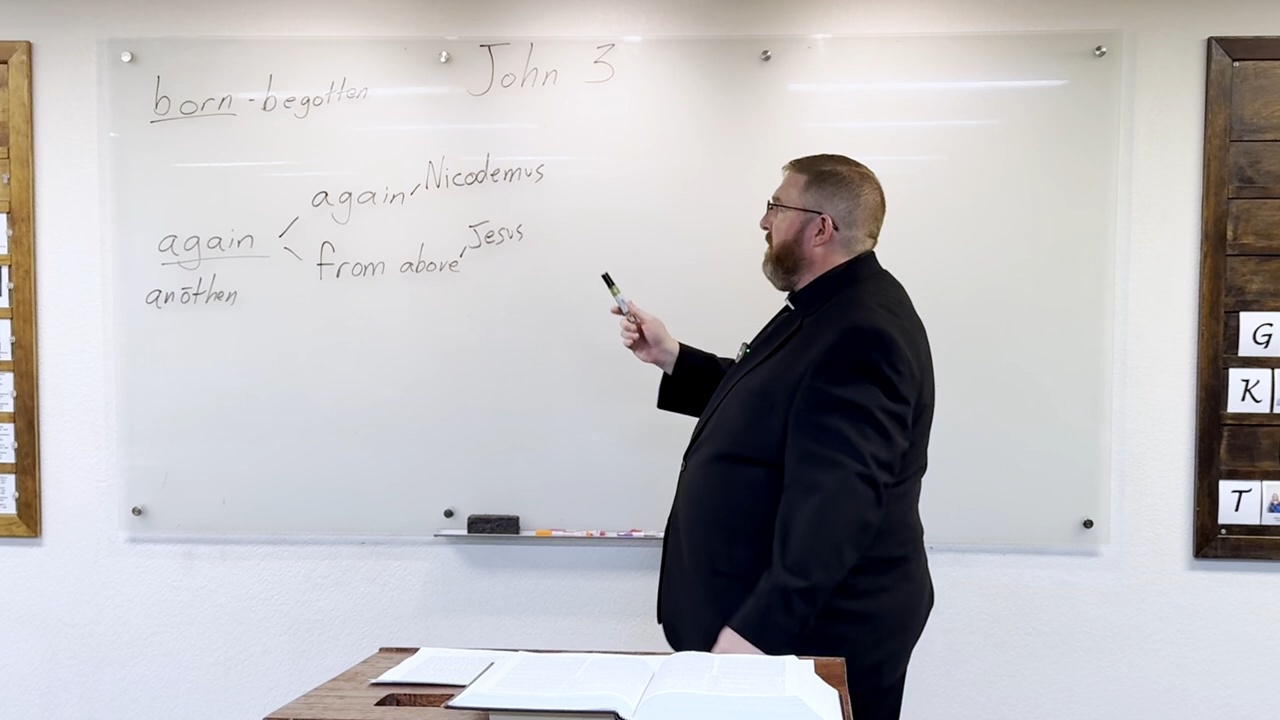 John 3
born - begotten
again, Nicodemus
again < from above, Jesus
anōthen
G
K
T